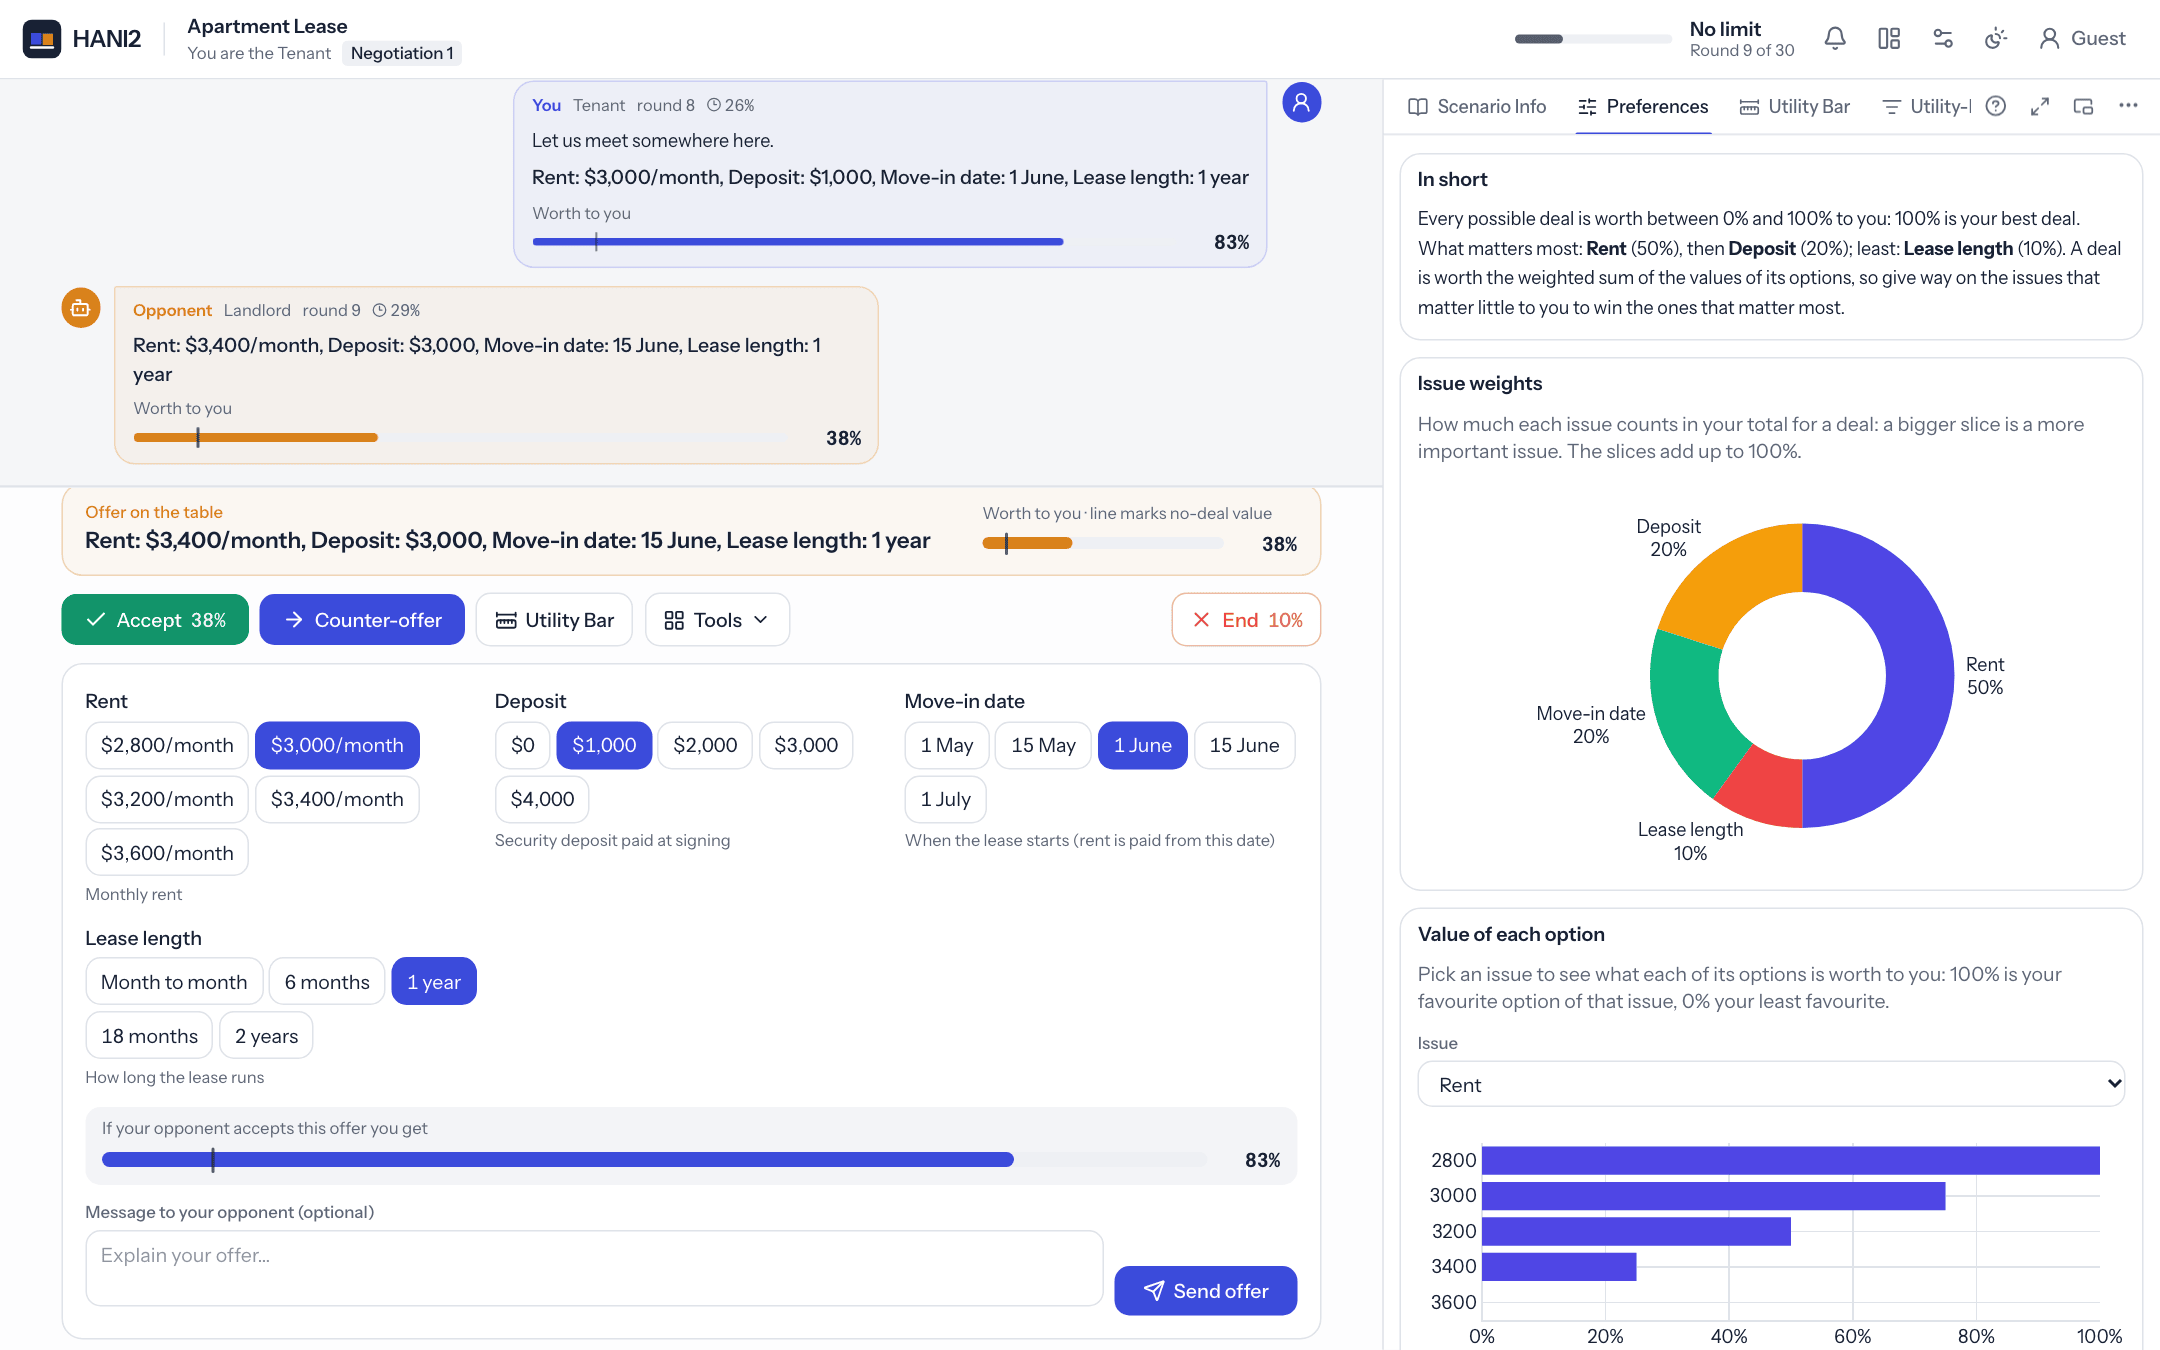 HANI2
Apartment Lease
You are the Tenant Negotiation 1
No limit
Round 9 of 30
Guest
You Tenant round 8 26%
Let us meet somewhere here.
Rent: $3,000/month, Deposit: $1,000, Move-in date: 1 June, Lease length: 1 year
Worth to you
83%
Opponent Landlord round 9 29%
Rent: $3,400/month, Deposit: $3,000, Move-in date: 15 June, Lease length: 1
year
Worth to you
38%
Offer on the table
Rent: $3,400/month, Deposit: $3,000, Move-in date: 15 June, Lease length: 1 year
Worth to you · line marks no-deal value
38%
Accept 38%
Counter-offer
Utility Bar
Tools
End 10%
Rent
$2,800/month $3,000/month
$3,200/month $3,400/month
$3,600/month
Monthly rent
Deposit
$0 $1,000 $2,000 $3,000
$4,000
Security deposit paid at signing
Move-in date
1 May 15 May 1 June 15 June
1 July
When the lease starts (rent is paid from this date)
Lease length
Month to month 6 months 1 year
18 months 2 years
How long the lease runs
If your opponent accepts this offer you get
83%
Message to your opponent (optional)
Explain your offer...
Send offer
Scenario Info Preferences Utility Bar Utility-
In short
Every possible deal is worth between 0% and 100% to you: 100% is your best deal.
What matters most: Rent (50%), then Deposit (20%); least: Lease length (10%). A deal
is worth the weighted sum of the values of its options, so give way on the issues that
matter little to you to win the ones that matter most.
Issue weights
How much each issue counts in your total for a deal: a bigger slice is a more
important issue. The slices add up to 100%.
Deposit
20%
Rent
50%
Move-in date
20%
Lease length
10%
Value of each option
Pick an issue to see what each of its options is worth to you: 100% is your
favourite option of that issue, 0% your least favourite.
Issue
Rent
2800
3000
3200
3400
3600
0% 20% 40% 60% 80% 100%